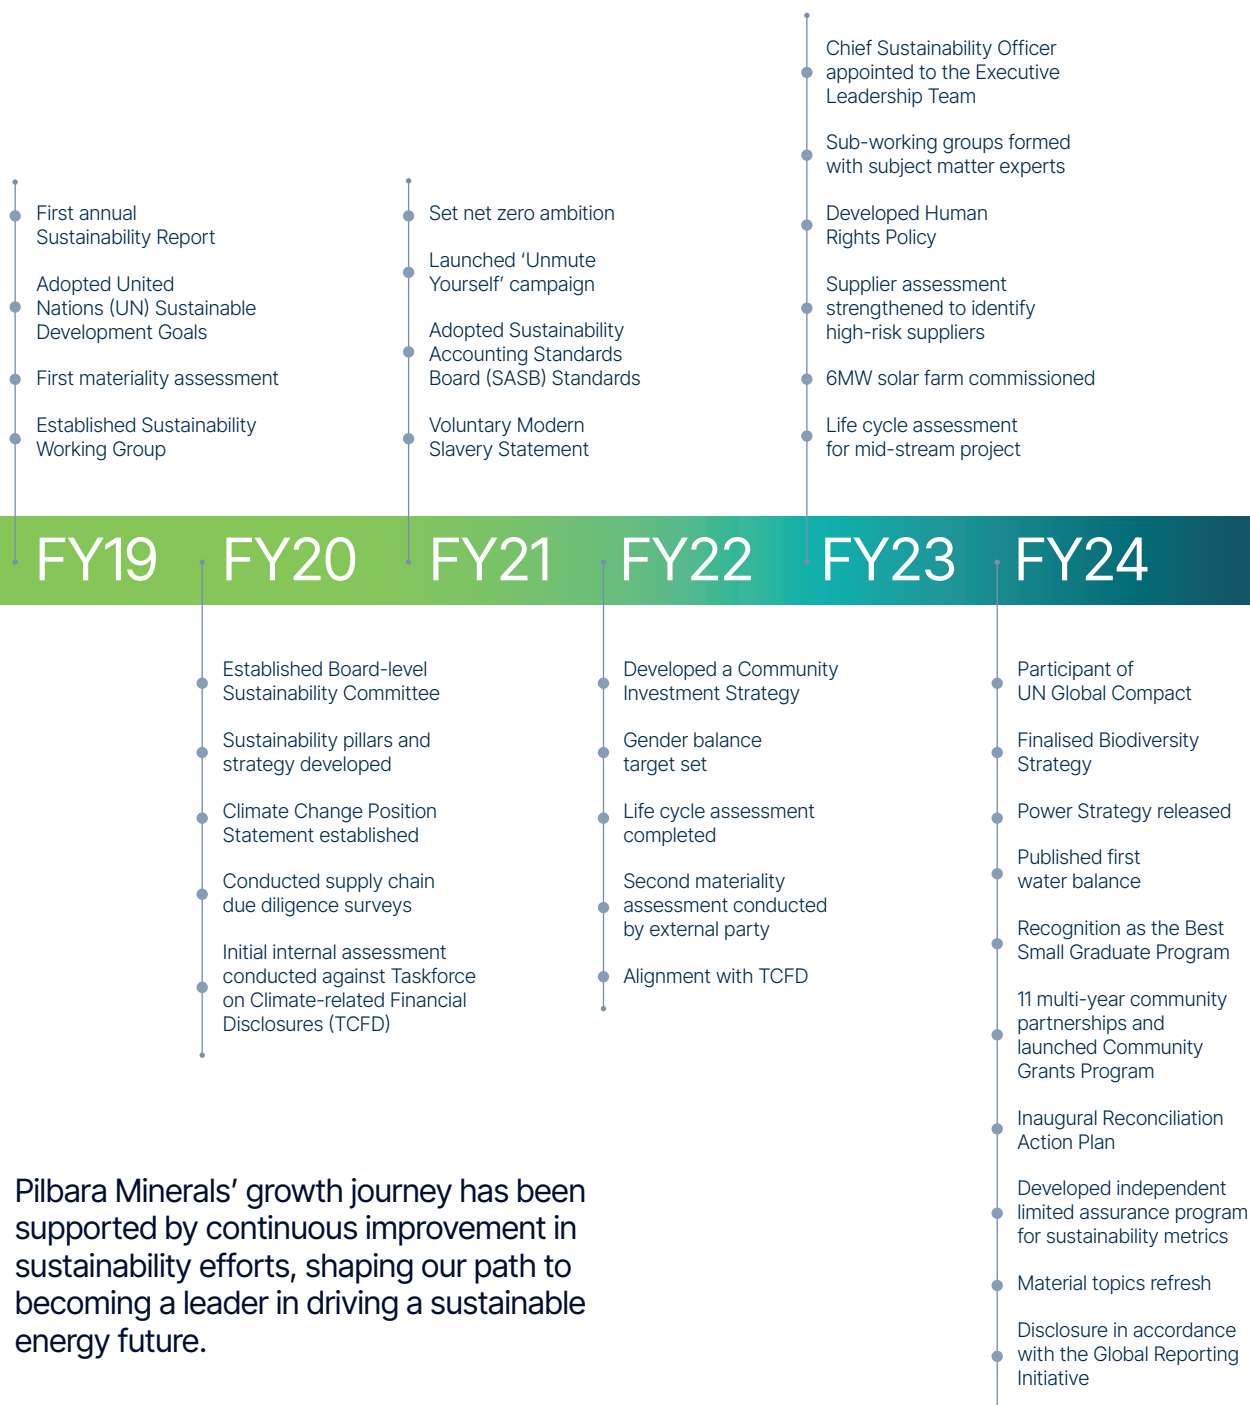 First annual
Sustainability Report
Adopted United
Nations (UN) Sustainable
Development Goals
First materiality assessment
Established Sustainability
Working Group
Set net zero ambition
Launched ‘Unmute
Yourself’ campaign
Adopted Sustainability
Accounting Standards
Board (SASB) Standards
Voluntary Modern
Slavery Statement
Chief Sustainability Officer
appointed to the Executive
Leadership Team
Sub-working groups formed
with subject matter experts
Developed Human
Rights Policy
Supplier assessment
strengthened to identify
high-risk suppliers
6MW solar farm commissioned
Life cycle assessment
for mid-stream project
FY19
FY20
FY21
FY22
FY23
FY24
Established Board-level
Sustainability Committee
Sustainability pillars and
strategy developed
Climate Change Position
Statement established
Conducted supply chain
due diligence surveys
Initial internal assessment
conducted against Taskforce
on Climate-related Financial
Disclosures (TCFD)
Developed a Community
Investment Strategy
Gender balance
target set
Life cycle assessment
completed
Second materiality
assessment conducted
by external party
Alignment with TCFD
Participant of
UN Global Compact
Finalised Biodiversity
Strategy
Power Strategy released
Published first
water balance
Recognition as the Best
Small Graduate Program
11 multi-year community
partnerships and
launched Community
Grants Program
Inaugural Reconciliation
Action Plan
Developed independent
limited assurance program
for sustainability metrics
Material topics refresh
Disclosure in accordance
with the Global Reporting
Initiative
Pilbara Minerals’ growth journey has been
supported by continuous improvement in
sustainability efforts, shaping our path to
becoming a leader in driving a sustainable
energy future.